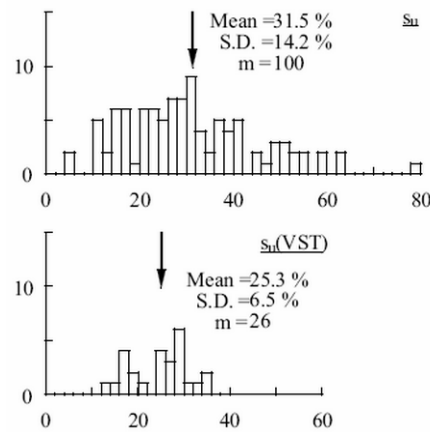 Mean =31.5 %
su
S.D. =14.2 %
m =100
10
0
0 20 40 60 80
su(VST)
Mean =25.3 %
S.D. =6.5 %
m =26
10
0
0 20 40 60